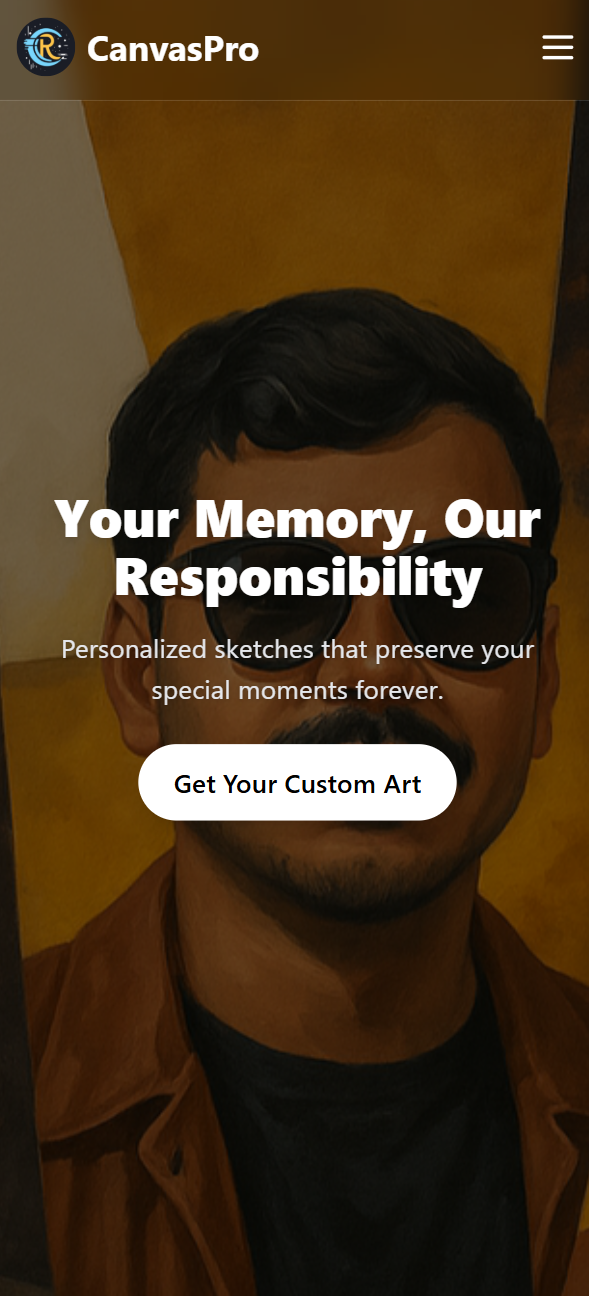 CanvasPro
Your Memory, Our
Responsibility
Personalized sketches that preserve your
special moments forever.
Get Your Custom Art